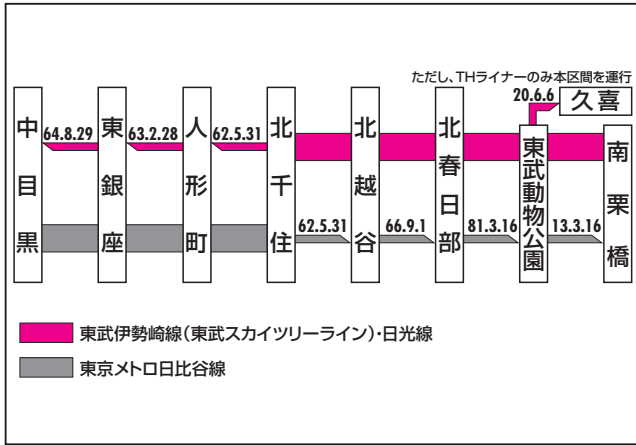 ただし、THライナーのみ本区間を運行
20.6.6
久喜
中目黒
64.8.29
東銀座
63.2.28
人形町
62.5.31
北千住
北越谷
北春日部
東武動物公園
南栗橋
62.5.31
66.9.1
81.3.16
13.3.16
東武伊勢崎線（東武スカイツリーライン）・日光線
東京メトロ日比谷線